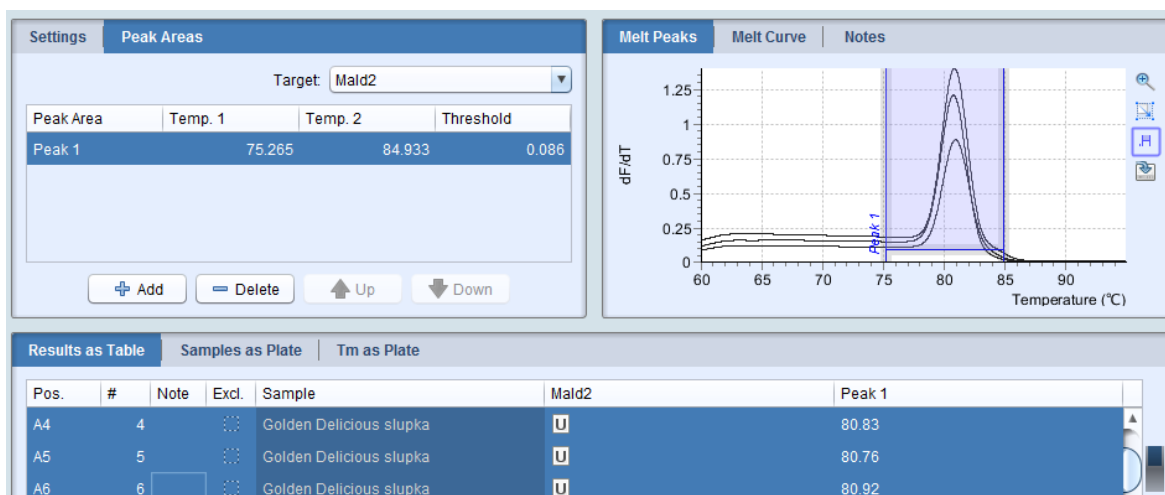 Settings Peak Areas
Target: Mald2
Peak Area Temp. 1 Temp. 2 Threshold
Peak 1 75.265 84.933 0.086
Add Delete Up Down
Melt Peaks Melt Curve Notes
1.25
1
0.75
0.5
0.25
0
dF/dT
Peak 1
60 65 70 75 80 85 90
Temperature (℃)
Results as Table Samples as Plate Tm as Plate
Pos. # Note Excl. Sample Mald2 Peak 1
A4 4 Golden Delicious slupka U 80.83
A5 5 Golden Delicious slupka U 80.76
A6 6 Golden Delicious slupka U 80.92